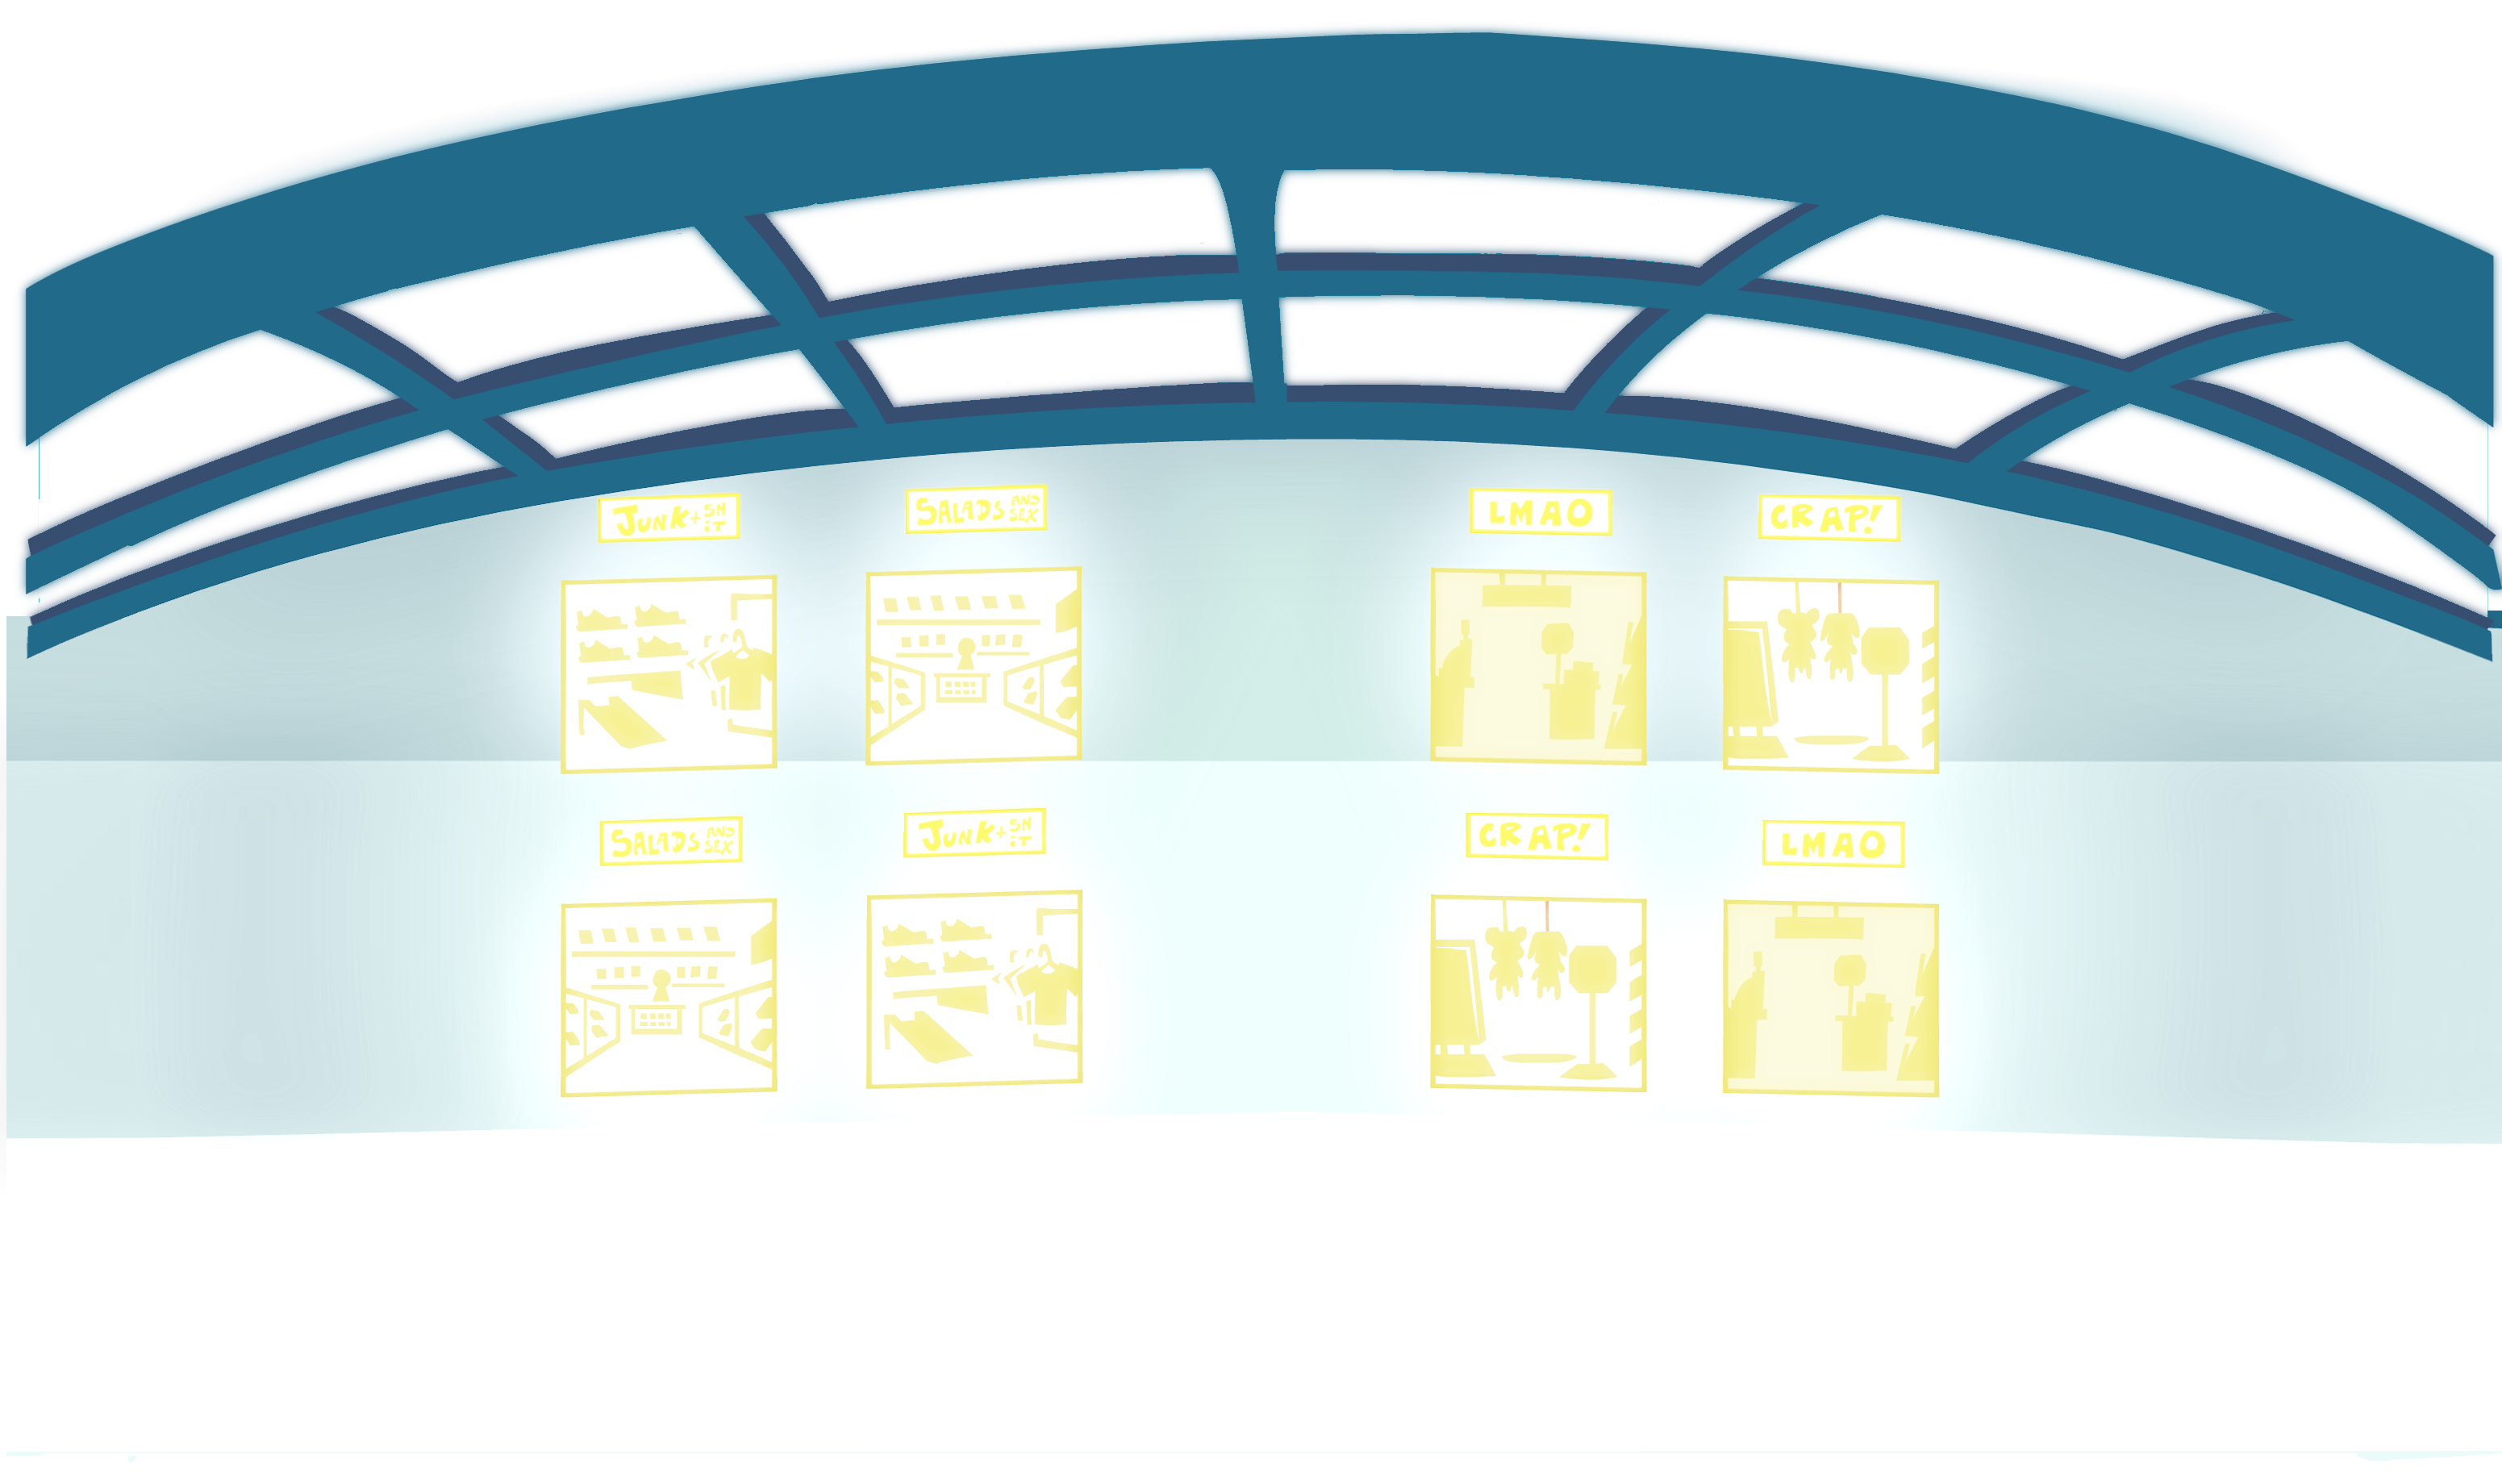 JUNK + SH
iT
SALADS AND
SEX
LMAO
CRAP!
SALADS AND
SEX
JUNK + SH
iT
CRAP!
LMAO